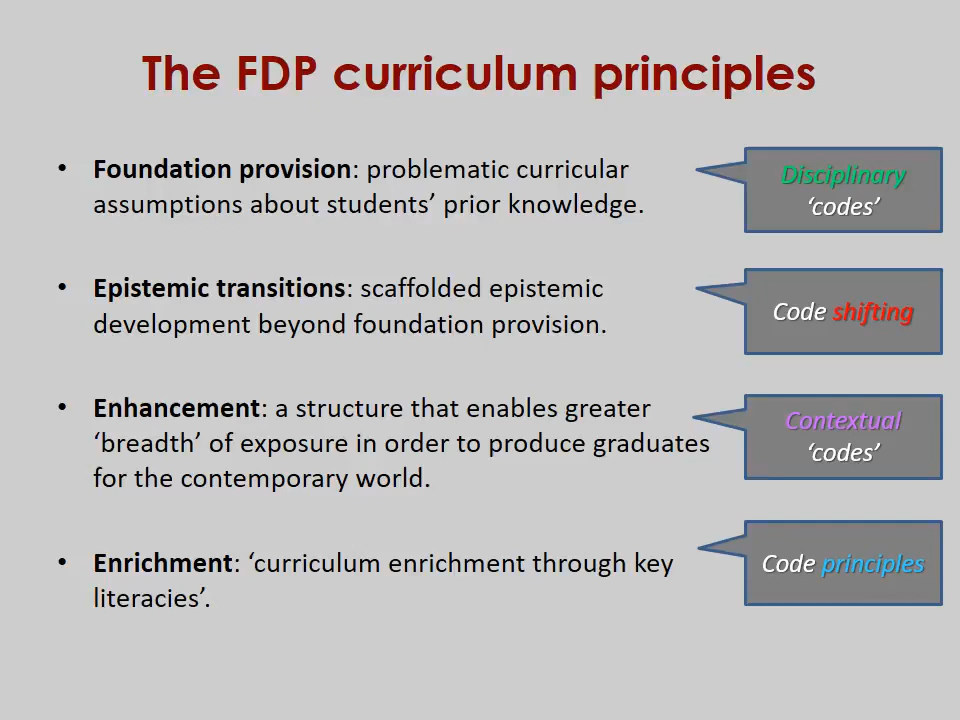 The FDP curriculum principles
• Foundation provision: problematic curricular
assumptions about students’ prior knowledge.
Disciplinary
‘codes’
• Epistemic transitions: scaffolded epistemic
development beyond foundation provision.
Code shifting
• Enhancement: a structure that enables greater
‘breadth’ of exposure in order to produce graduates
for the contemporary world.
Contextual
‘codes’
• Enrichment: ‘curriculum enrichment through key
literacies’.
Code principles